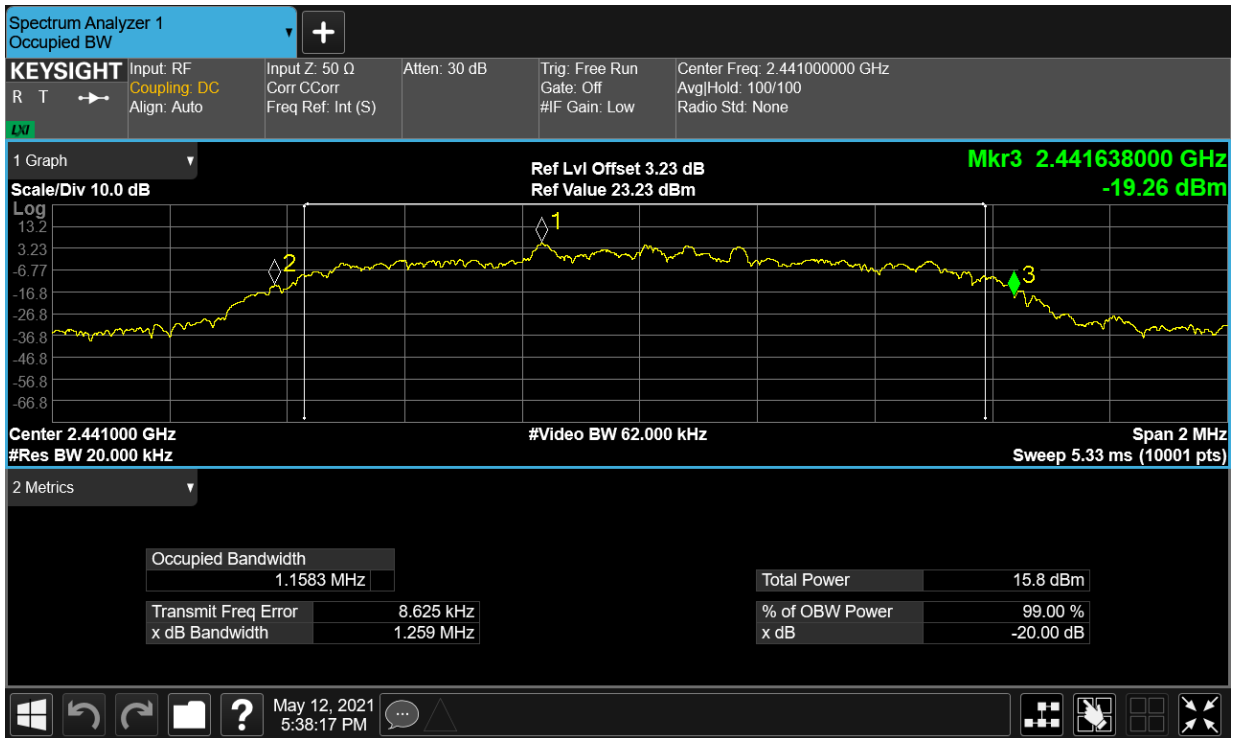 Spectrum Analyzer 1
Occupied BW
KEYSIGHT
R T
LXI
Input: RF
Coupling: DC
Align: Auto
Input Z: 50 Ω
Corr CCorr
Freq Ref: Int (S)
Atten: 30 dB
Trig: Free Run
Gate: Off
#IF Gain: Low
Center Freq: 2.441000000 GHz
Avg|Hold: 100/100
Radio Std: None
1 Graph
Scale/Div 10.0 dB
Ref Lvl Offset 3.23 dB
Ref Value 23.23 dBm
Mkr3 2.441638000 GHz
-19.26 dBm
Log
13.2
3.23
-6.77
-16.8
-26.8
-36.8
-46.8
-56.8
-66.8
1
2
3
Center 2.441000 GHz
#Video BW 62.000 kHz
Span 2 MHz
#Res BW 20.000 kHz
Sweep 5.33 ms (10001 pts)
2 Metrics
Occupied Bandwidth
1.1583 MHz
Transmit Freq Error 8.625 kHz
x dB Bandwidth 1.259 MHz
Total Power 15.8 dBm
% of OBW Power 99.00 %
x dB -20.00 dB
?
May 12, 2021
5:38:17 PM